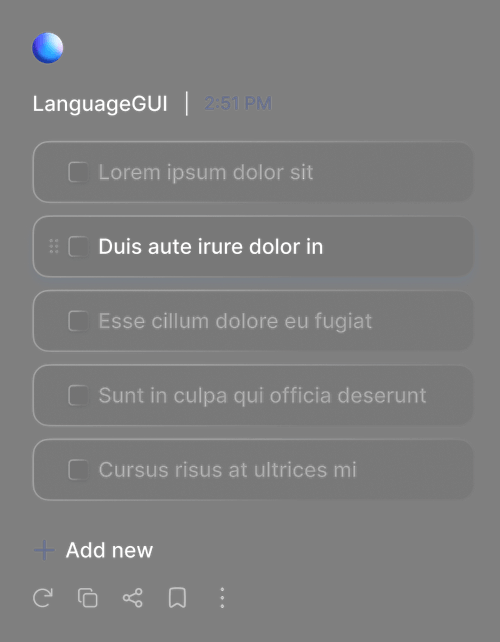 LanguageGUI | 2:51 PM
Lorem ipsum dolor sit
Duis aute irure dolor in
Esse cillum dolore eu fugiat
Sunt in culpa qui officia deserunt
Cursus risus at ultrices mi
Add new